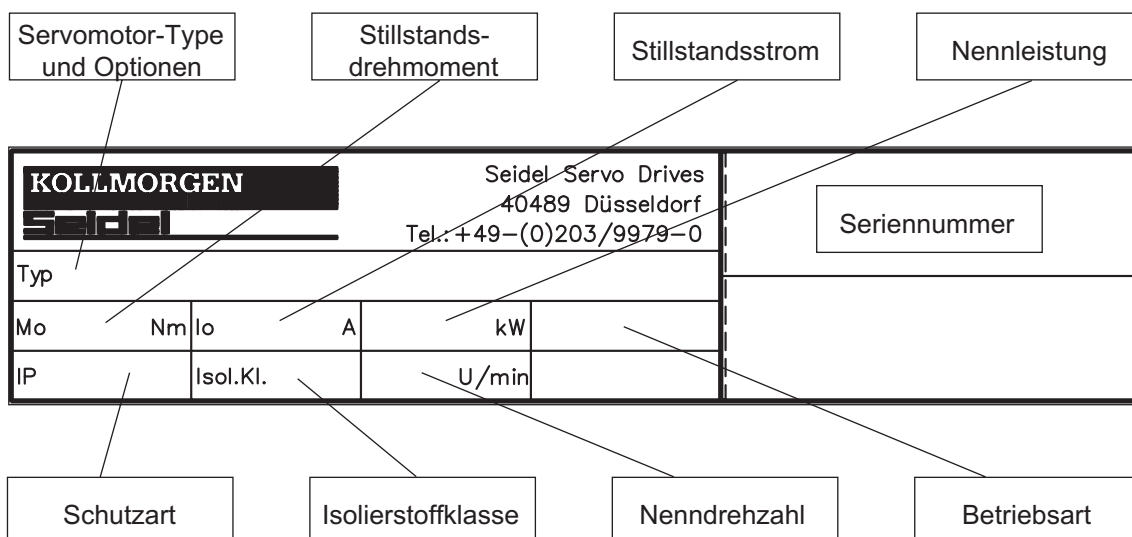 Servomotor-Type
und Optionen
Stillstands-
drehmoment
Stillstandsstrom
Nennleistung
KOLLMORGEN
Seidel
Seidel Servo Drives
40489 Düsseldorf
Tel.:+49-(0)203/9979-0
Seriennummer
Typ
Mo Nm
Io A
kW
IP
Isol.Kl.
U/min
Schutzart
Isolierstoffklasse
Nenndrehzahl
Betriebsart